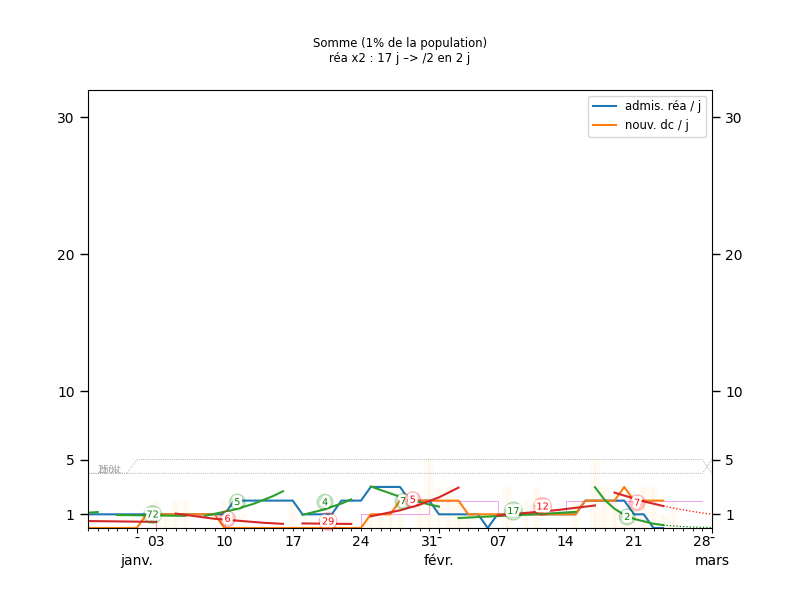 Somme (1% de la population)
réa x2 : 17 j –> /2 en 2 j
admis. réa / j
nouv. dc / j
30 30
20 20
10 10
5 5
1 1
72 6 5 4 29 7 5 17 12 2 7
- 03 10 17 24 31- 07 14 21 28-
janv. févr. mars